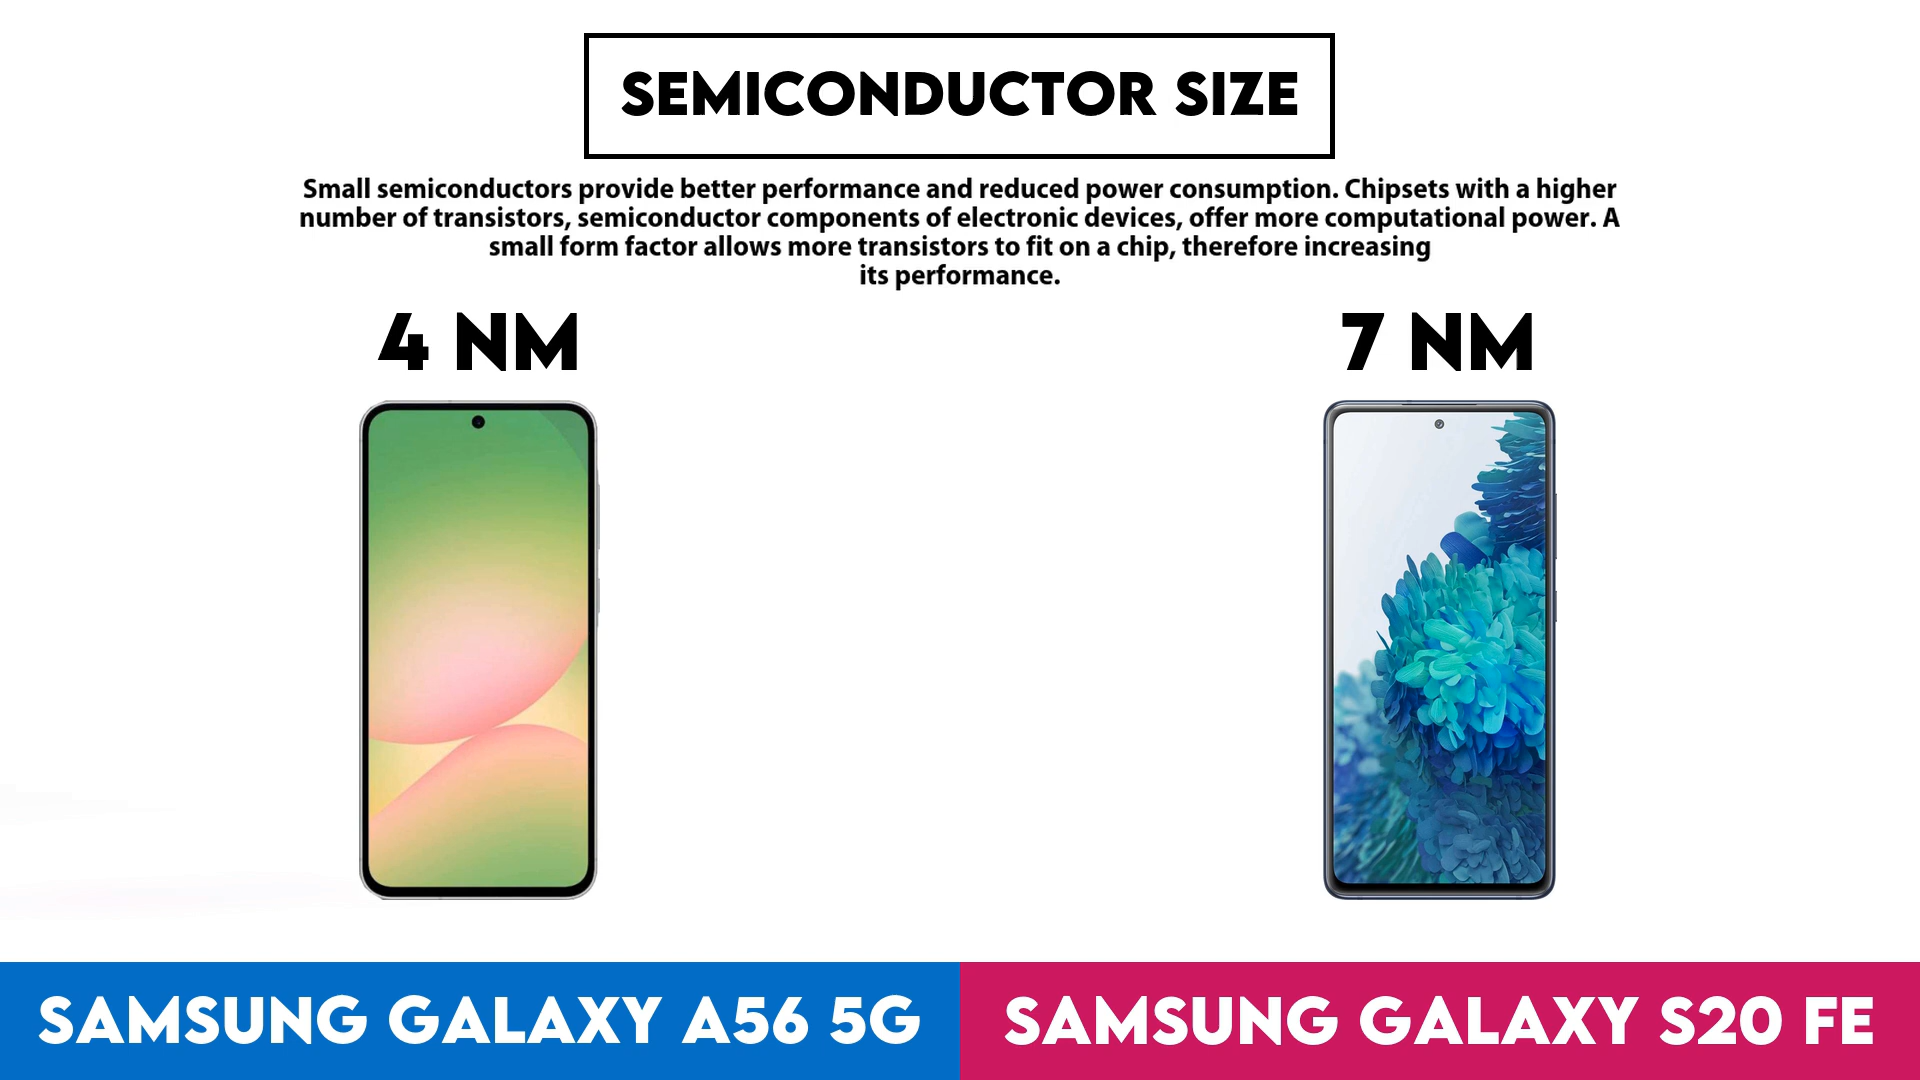 SEMICONDUCTOR SIZE
Small semiconductors provide better performance and reduced power consumption. Chipsets with a higher
number of transistors, semiconductor components of electronic devices, offer more computational power. A
small form factor allows more transistors to fit on a chip, therefore increasing
its performance.
4 NM
7 NM
SAMSUNG GALAXY A56 5G
SAMSUNG GALAXY S20 FE